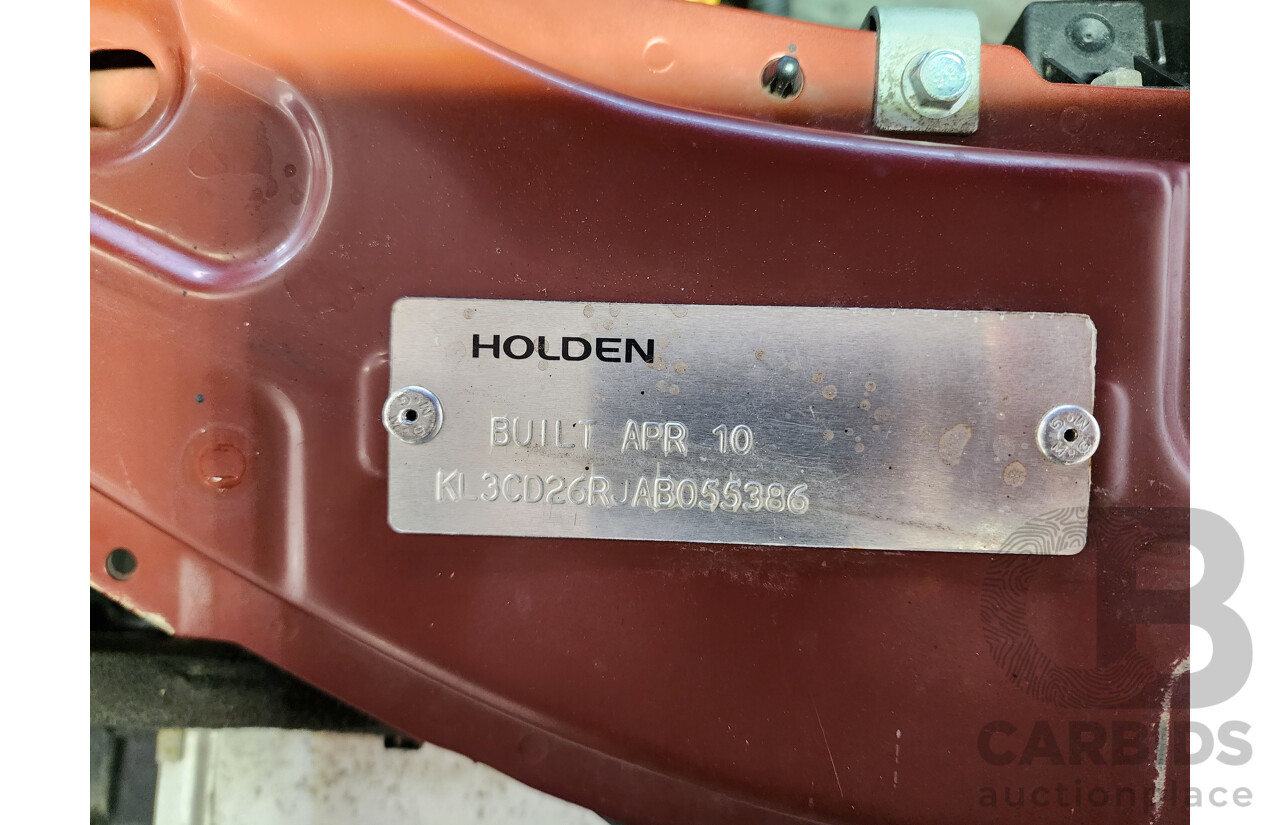 HOLDEN
BUILT APR 10
KL3CD26RJAB055386
CARBIDS
auctionplace